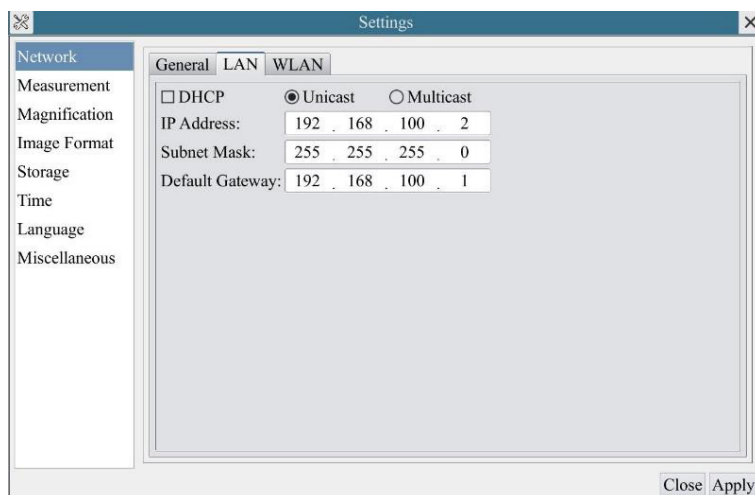 Settings
Network
Measurement
Magnification
Image Format
Storage
Time
Language
Miscellaneous
General LAN WLAN
DHCP Unicast Multicast
IP Address: 192 . 168 . 100 . 2
Subnet Mask: 255 . 255 . 255 . 0
Default Gateway: 192 . 168 . 100 . 1
Close Apply